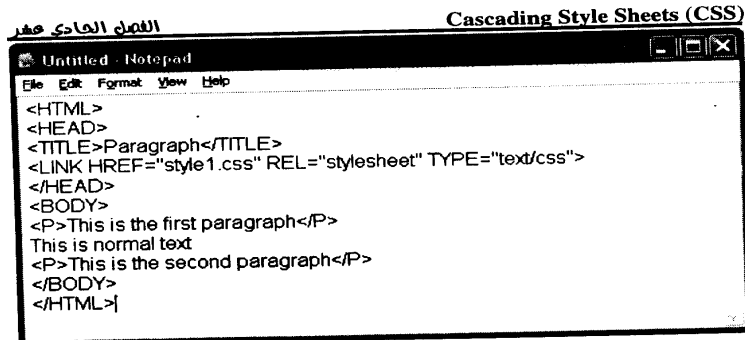 الفصل الحادي عشر
Cascading Style Sheets (CSS)
Untitled - Notepad
File Edit Format View Help
<HTML>
<HEAD>
<TITLE>Paragraph</TITLE>
<LINK HREF="style1.css" REL="stylesheet" TYPE="text/css">
</HEAD>
<BODY>
<P>This is the first paragraph</P>
This is normal text
<P>This is the second paragraph</P>
</BODY>
</HTML>